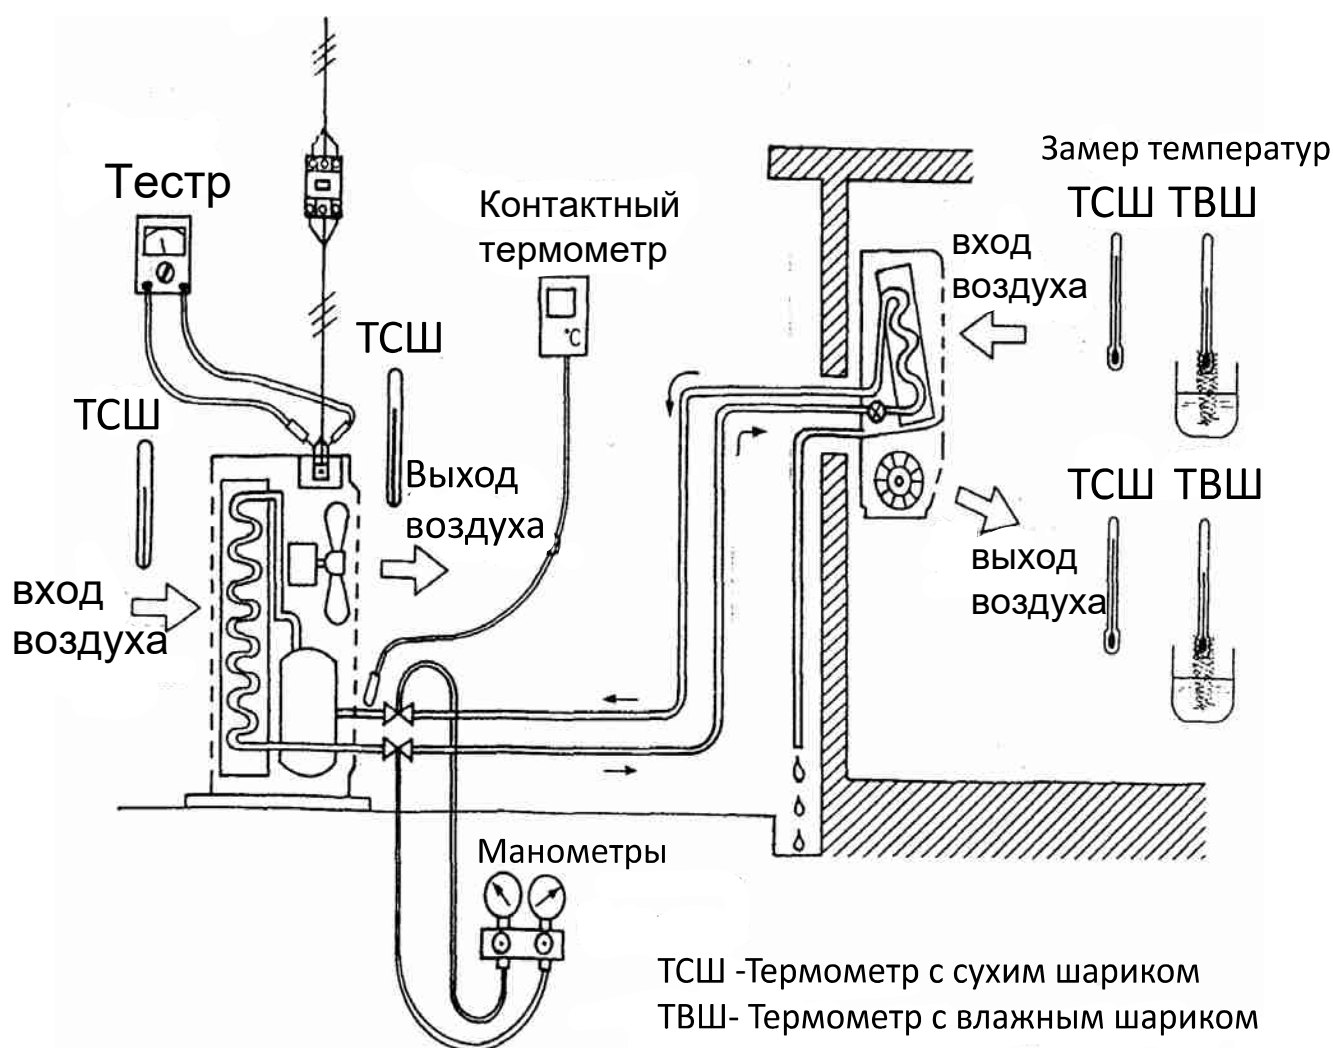 Замер температур
ТСШ ТВШ
Тестр
Контактный
термометр
вход
воздуха
ТСШ
ТСШ
Выход
воздуха
ТСШ ТВШ
выход
воздуха
вход
воздуха
°C
Манометры
ТСШ -Термометр с сухим шариком
ТВШ- Термометр с влажным шариком